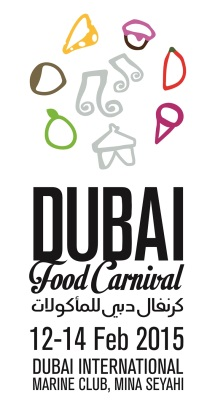 DUBAI
Food Carnival
كرنفال دبي للمأكولات
12-14 Feb 2015
DUBAI INTERNATIONAL
MARINE CLUB, MINA SEYAHI